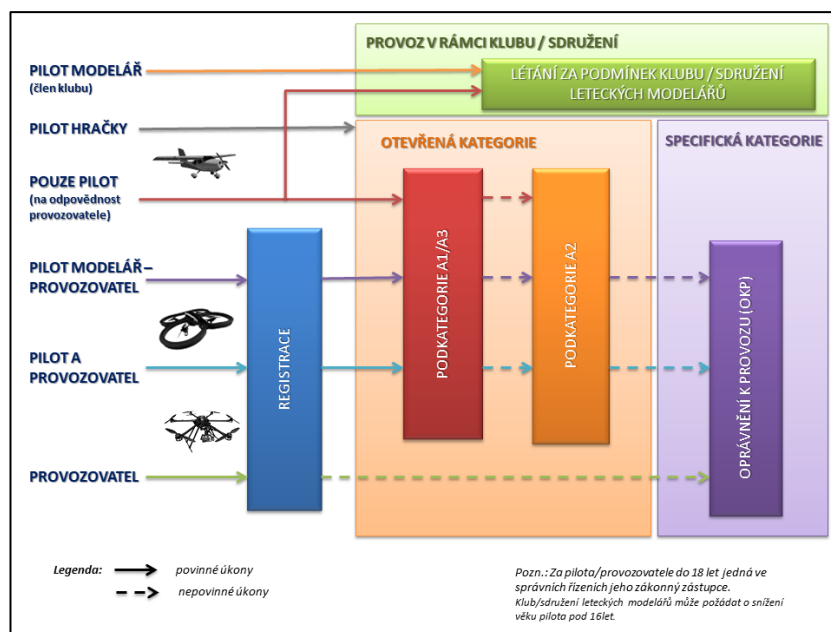 PROVOZ V RÁMCI KLUBU / SDRUŽENÍ
PILOT MODELÁŘ
(člen klubu)
LÉTÁNÍ ZA PODMÍNEK KLUBU / SDRUŽENÍ
LETECKÝCH MODELÁŘŮ
PILOT HRAČKY
OTEVŘENÁ KATEGORIE
SPECIFICKÁ KATEGORIE
POUZE PILOT
(na odpovědnost
provozovatele)
PILOT MODELÁŘ –
PROVOZOVATEL
PILOT A
PROVOZOVATEL
PROVOZOVATEL
REGISTRACE
PODKATEGORIE A1/A3
PODKATEGORIE A2
OPRÁVNĚNÍ K PROVOZU (OKP)
Legenda:
povinné úkony
nepovinné úkony
Pozn.: Za pilota/provozovatele do 18 let jedná ve
správních řízeních jeho zákonný zástupce.
Klub/sdružení leteckých modelářů může požádat o snížení
věku pilota pod 16let.